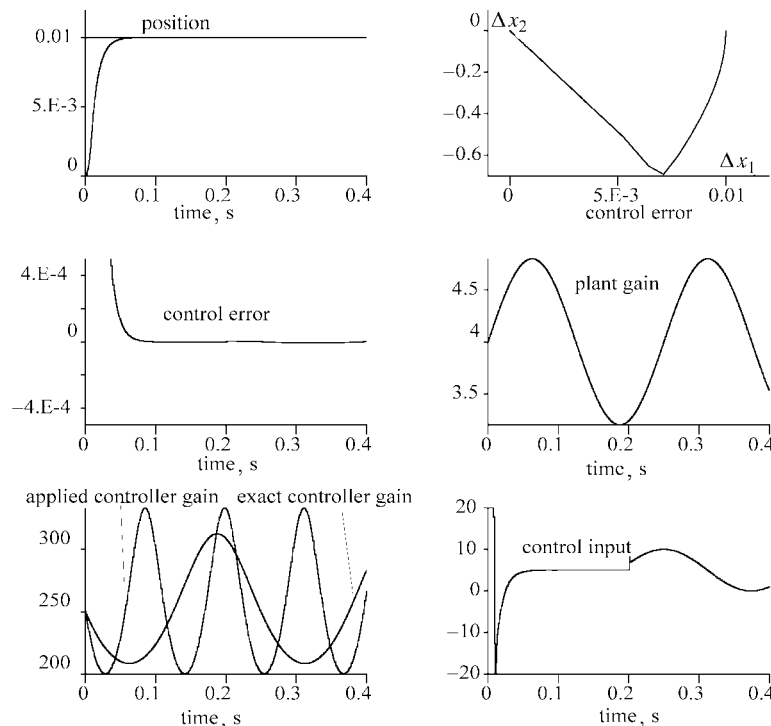 position
0.01
5.E-3
0
0 0.1 0.2 0.3 0.4
time, s
0 Δx2
−0.2
−0.4
−0.6
Δx1
0 5.E-3 0.01
control error
4.E-4
0
−4.E-4
control error
0 0.1 0.2 0.3 0.4
time, s
4.5
4
3.5
plant gain
0 0.1 0.2 0.3 0.4
time, s
applied controller gain exact controller gain
300
250
200
0 0.1 0.2 0.3 0.4
time, s
20
10
0
−10
−20
control input
0 0.1 0.2 0.3 0.4
time, s